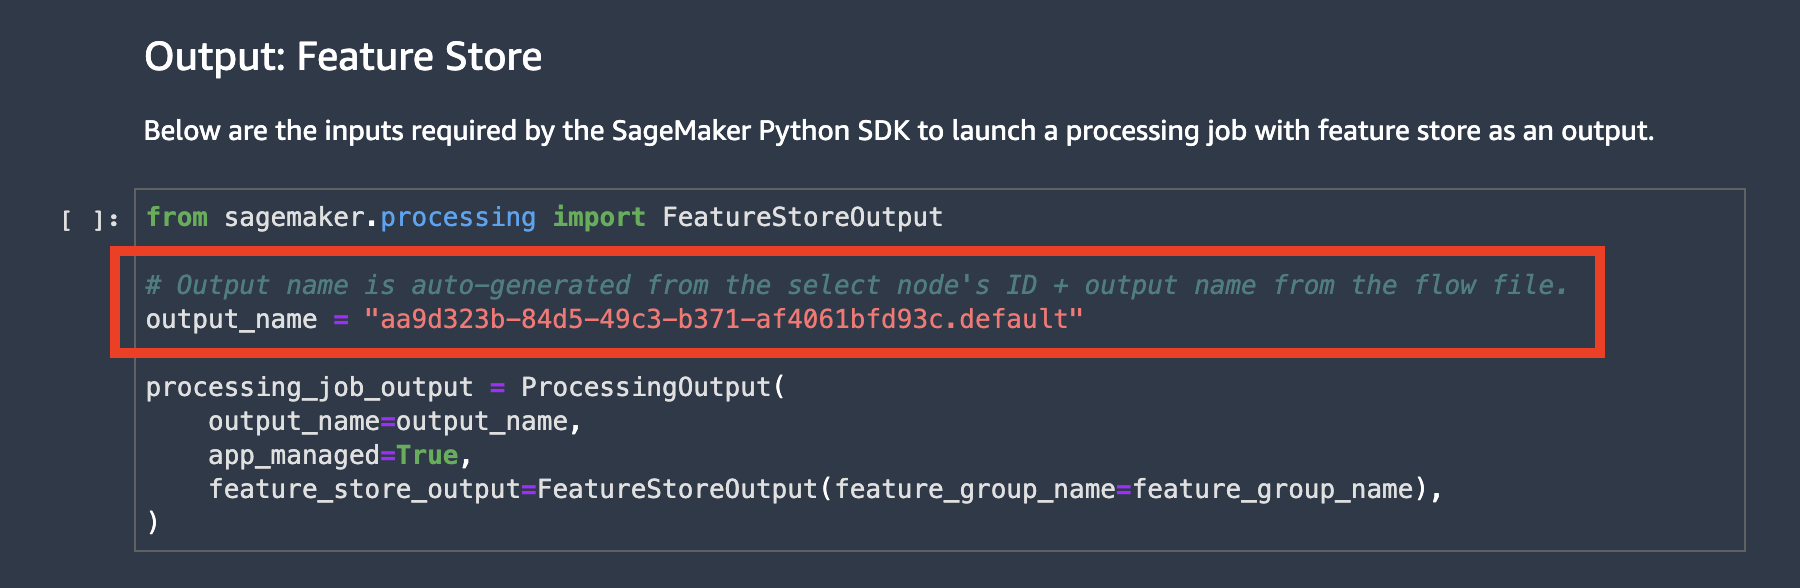 Output: Feature Store
Below are the inputs required by the SageMaker Python SDK to launch a processing job with feature store as an output.
[ ]: from sagemaker.processing import FeatureStoreOutput
# Output name is auto-generated from the select node's ID + output name from the flow file.
output_name = "aa9d323b-84d5-49c3-b371-af4061bfd93c.default"
processing_job_output = ProcessingOutput(
    output_name=output_name,
    app_managed=True,
    feature_store_output=FeatureStoreOutput(feature_group_name=feature_group_name),
)